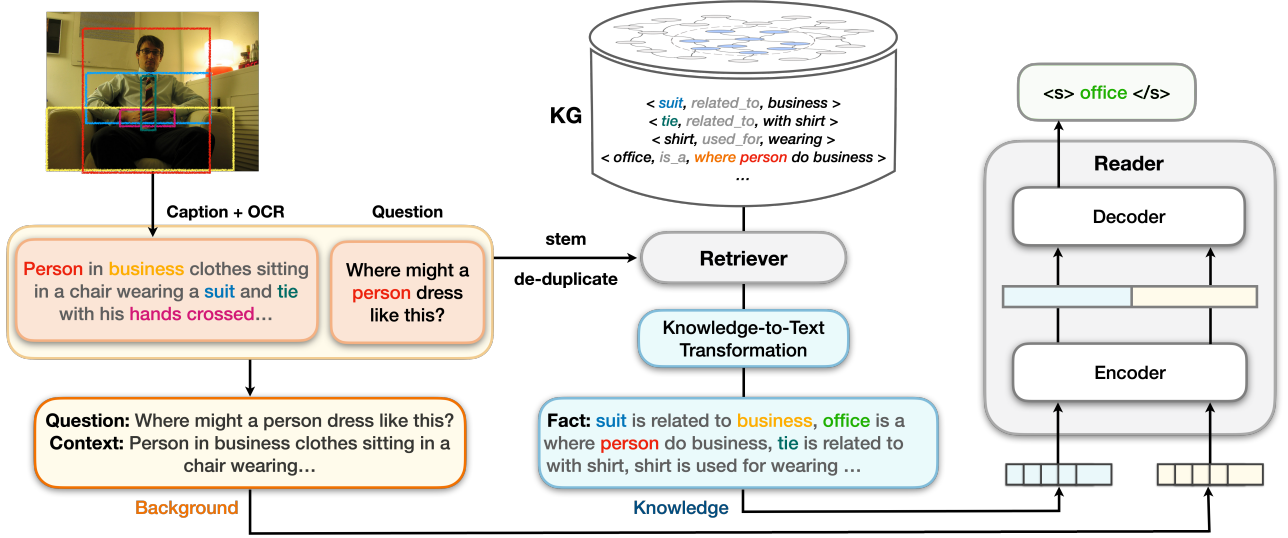 Caption + OCR
Question
Person in business clothes sitting
in a chair wearing a suit and tie
with his hands crossed...
Where might a
person dress
like this?
stem
de-duplicate
KG
< suit, related_to, business >
< tie, related_to, with shirt >
< shirt, used_for, wearing >
< office, is_a, where person do business >
...
Retriever
Knowledge-to-Text
Transformation
Question: Where might a person dress like this?
Context: Person in business clothes sitting in a
chair wearing...
Background
Fact: suit is related to business, office is a
where person do business, tie is related to
with shirt, shirt is used for wearing ...
Knowledge
<s> office </s>
Reader
Decoder
Encoder